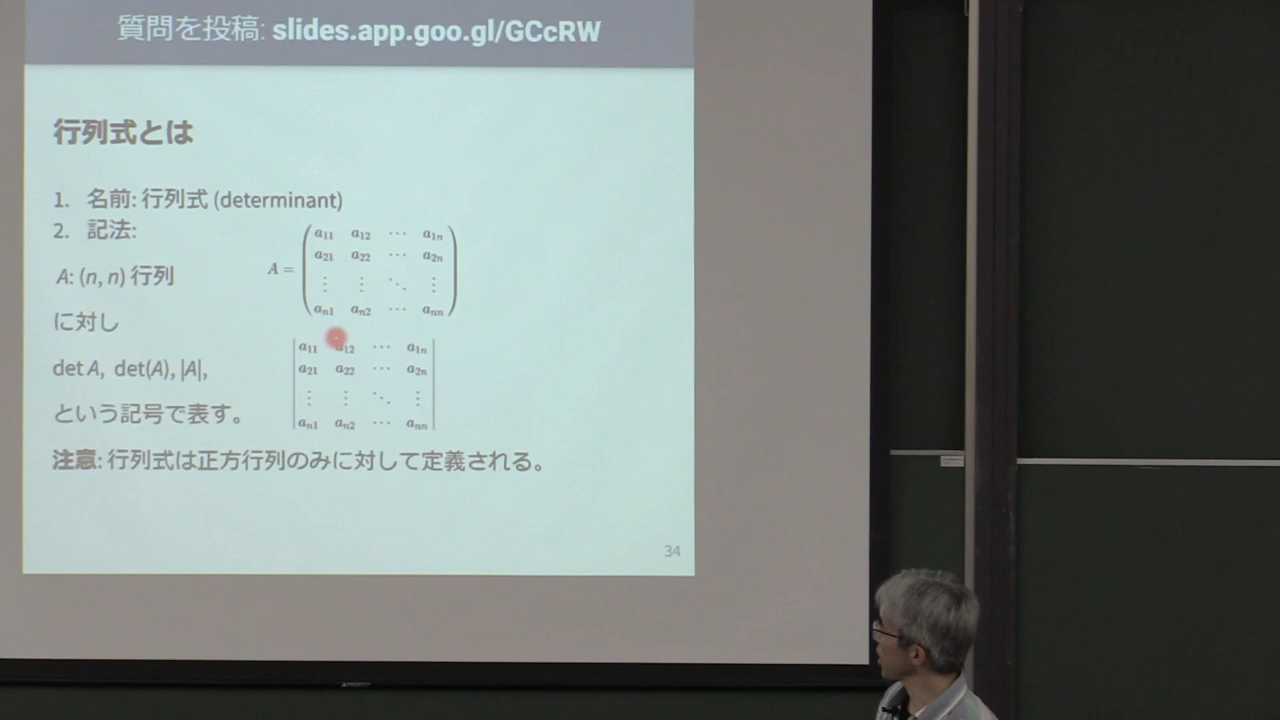 質問を投稿: slides.app.goo.gl/GCcRW
行列式とは
1. 名前: 行列式 (determinant)
2. 記法:
A: (n, n) 行列
に対し
A =
a11 a12 ⋯ a1n
a21 a22 ⋯ a2n
⋮ ⋮ ⋱ ⋮
an1 an2 ⋯ ann
det A, det(A), |A|,
a11 a12 ⋯ a1n
a21 a22 ⋯ a2n
⋮ ⋮ ⋱ ⋮
an1 an2 ⋯ ann
という記号で表す。
注意: 行列式は正方行列のみに対して定義される。
34